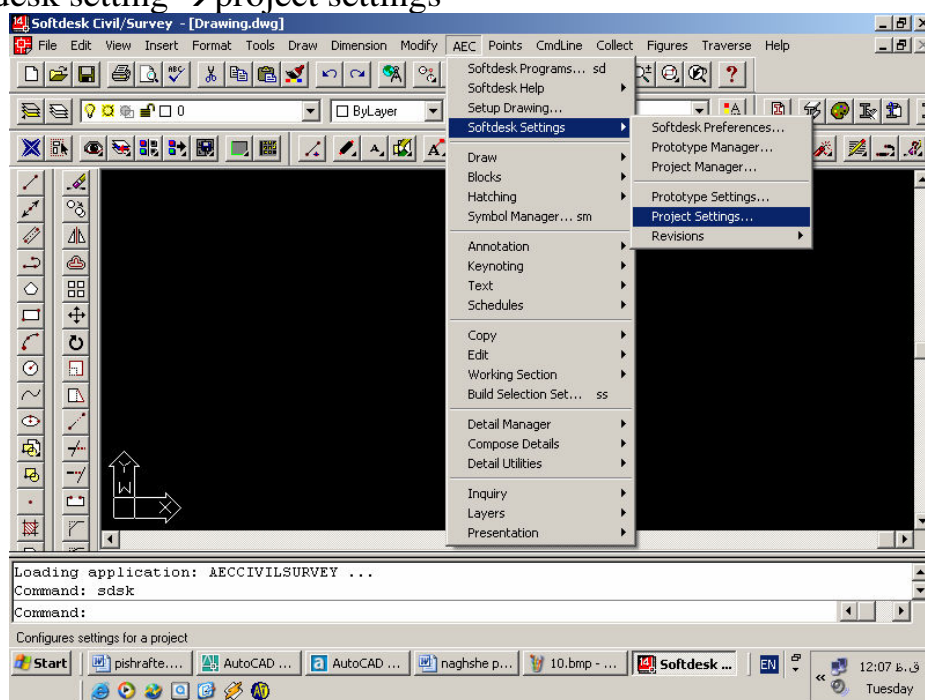 desk setting → project settings
Softdesk Civil/Survey - [Drawing.dwg]
File Edit View Insert Format Tools Draw Dimension Modify AEC Points CmdLine Collect Figures Traverse Help
0
ByLayer
Softdesk Programs... sd
Softdesk Help
Setup Drawing...
Softdesk Settings
Draw
Blocks
Hatching
Symbol Manager... sm
Annotation
Keynoting
Text
Schedules
Copy
Edit
Working Section
Build Selection Set... ss
Detail Manager
Compose Details
Detail Utilities
Inquiry
Layers
Presentation
Softdesk Preferences...
Prototype Manager...
Project Manager...
Prototype Settings...
Project Settings...
Revisions
W
X
Loading application: AECCIVILSURVEY ...
Command: sdsk
Command:
Configures settings for a project
Start pishrafte.... AutoCAD ... AutoCAD ... naghshe p... 10.bmp - ... Softdesk ... EN 12:07 ق.ظ
Tuesday